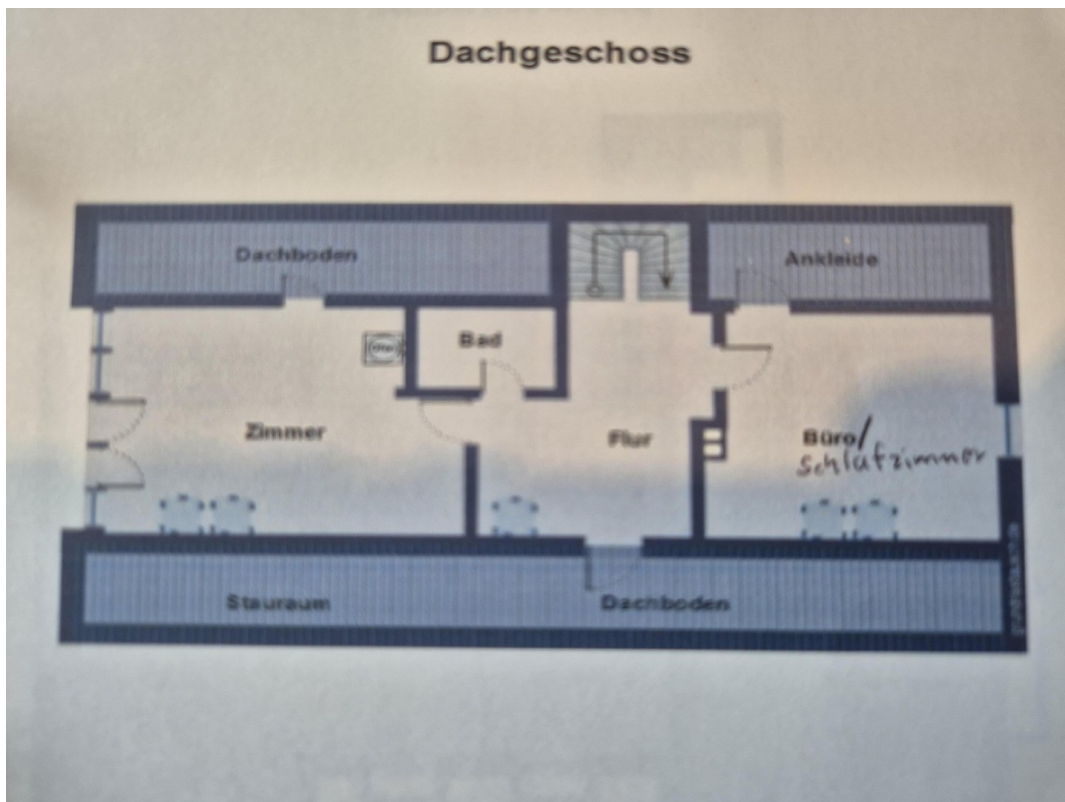 Dachgeschoss
Dachboden
Ankleide
Bad
Zimmer
Flur
Büro/
Schlafzimmer
Stauraum
Dachboden